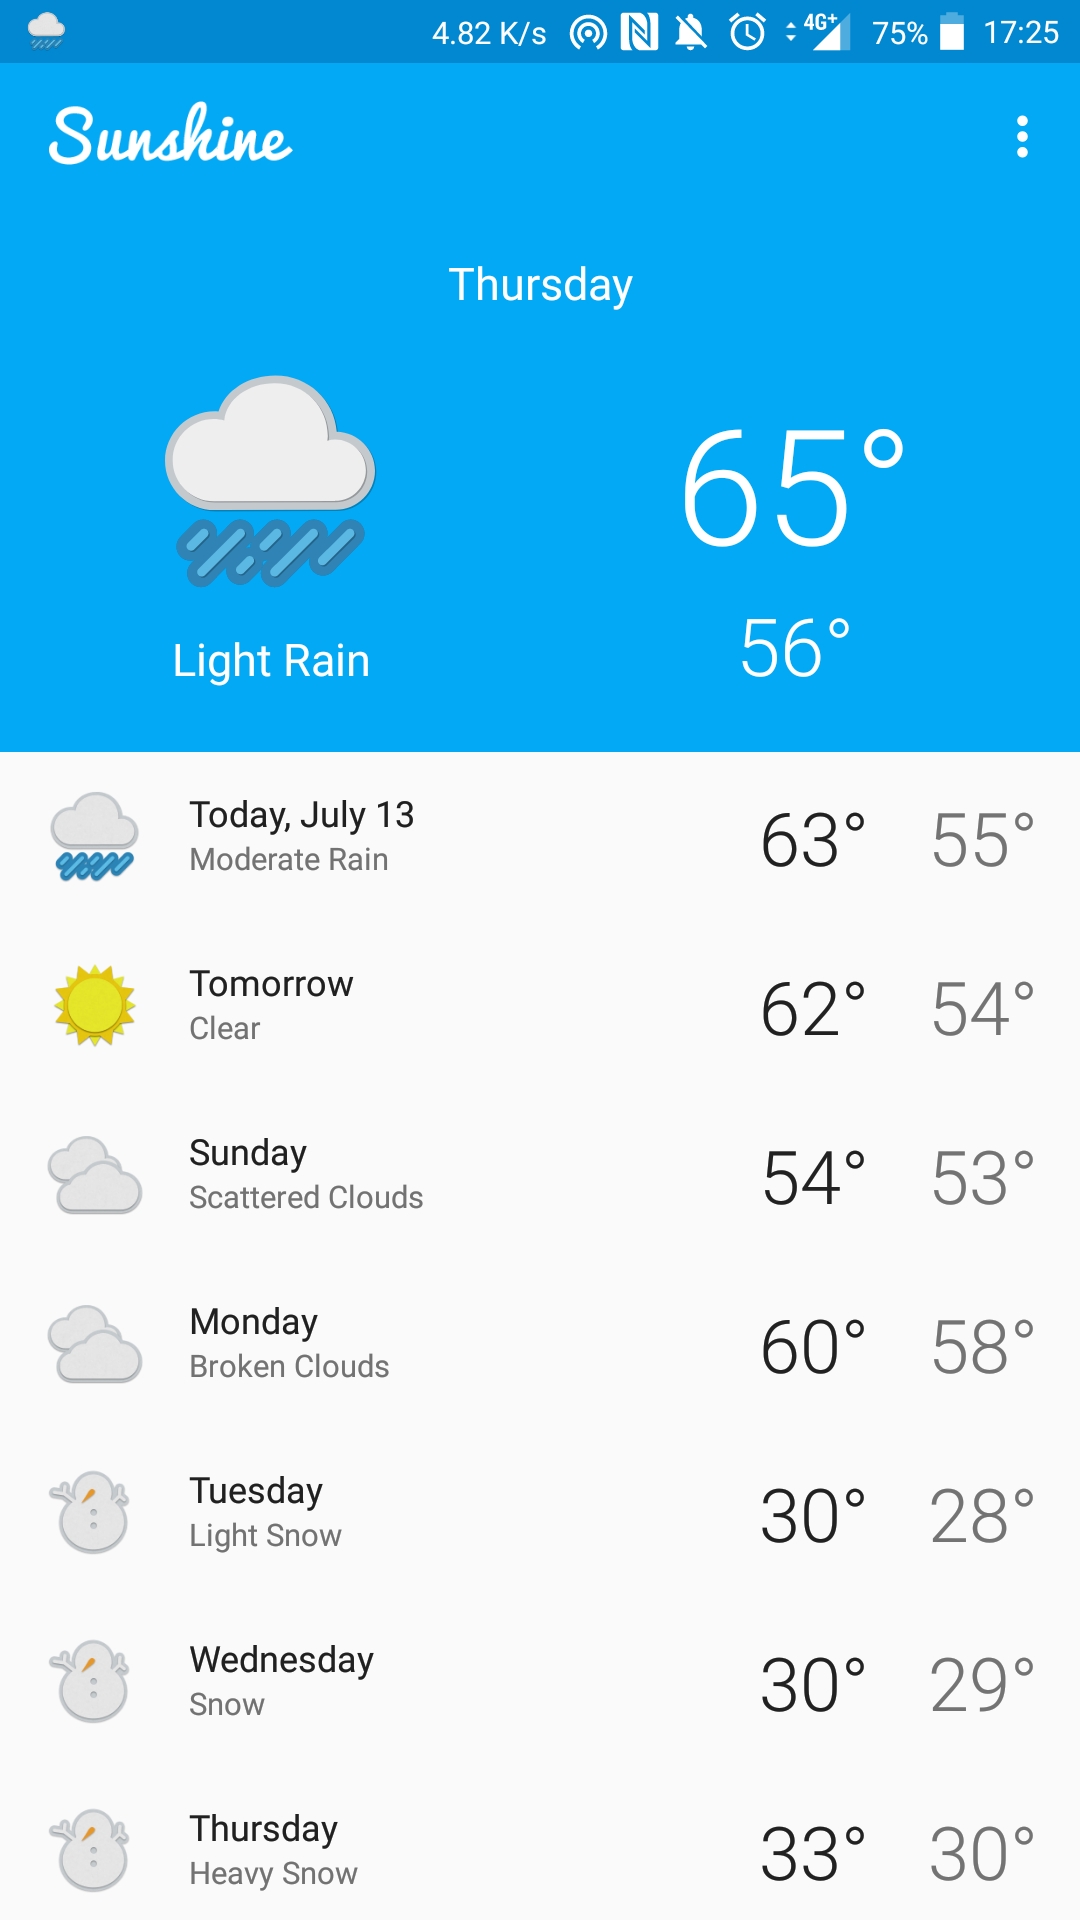 4.82 K/s 4G+ 75% 17:25
Sunshine
Thursday
65°
Light Rain 56°
Today, July 13
Moderate Rain
63° 55°
Tomorrow
Clear
62° 54°
Sunday
Scattered Clouds
54° 53°
Monday
Broken Clouds
60° 58°
Tuesday
Light Snow
30° 28°
Wednesday
Snow
30° 29°
Thursday
Heavy Snow
33° 30°